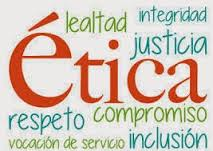 lealtad
integridad
justicia
ética
respeto
compromiso
vocación de servicio
inclusión